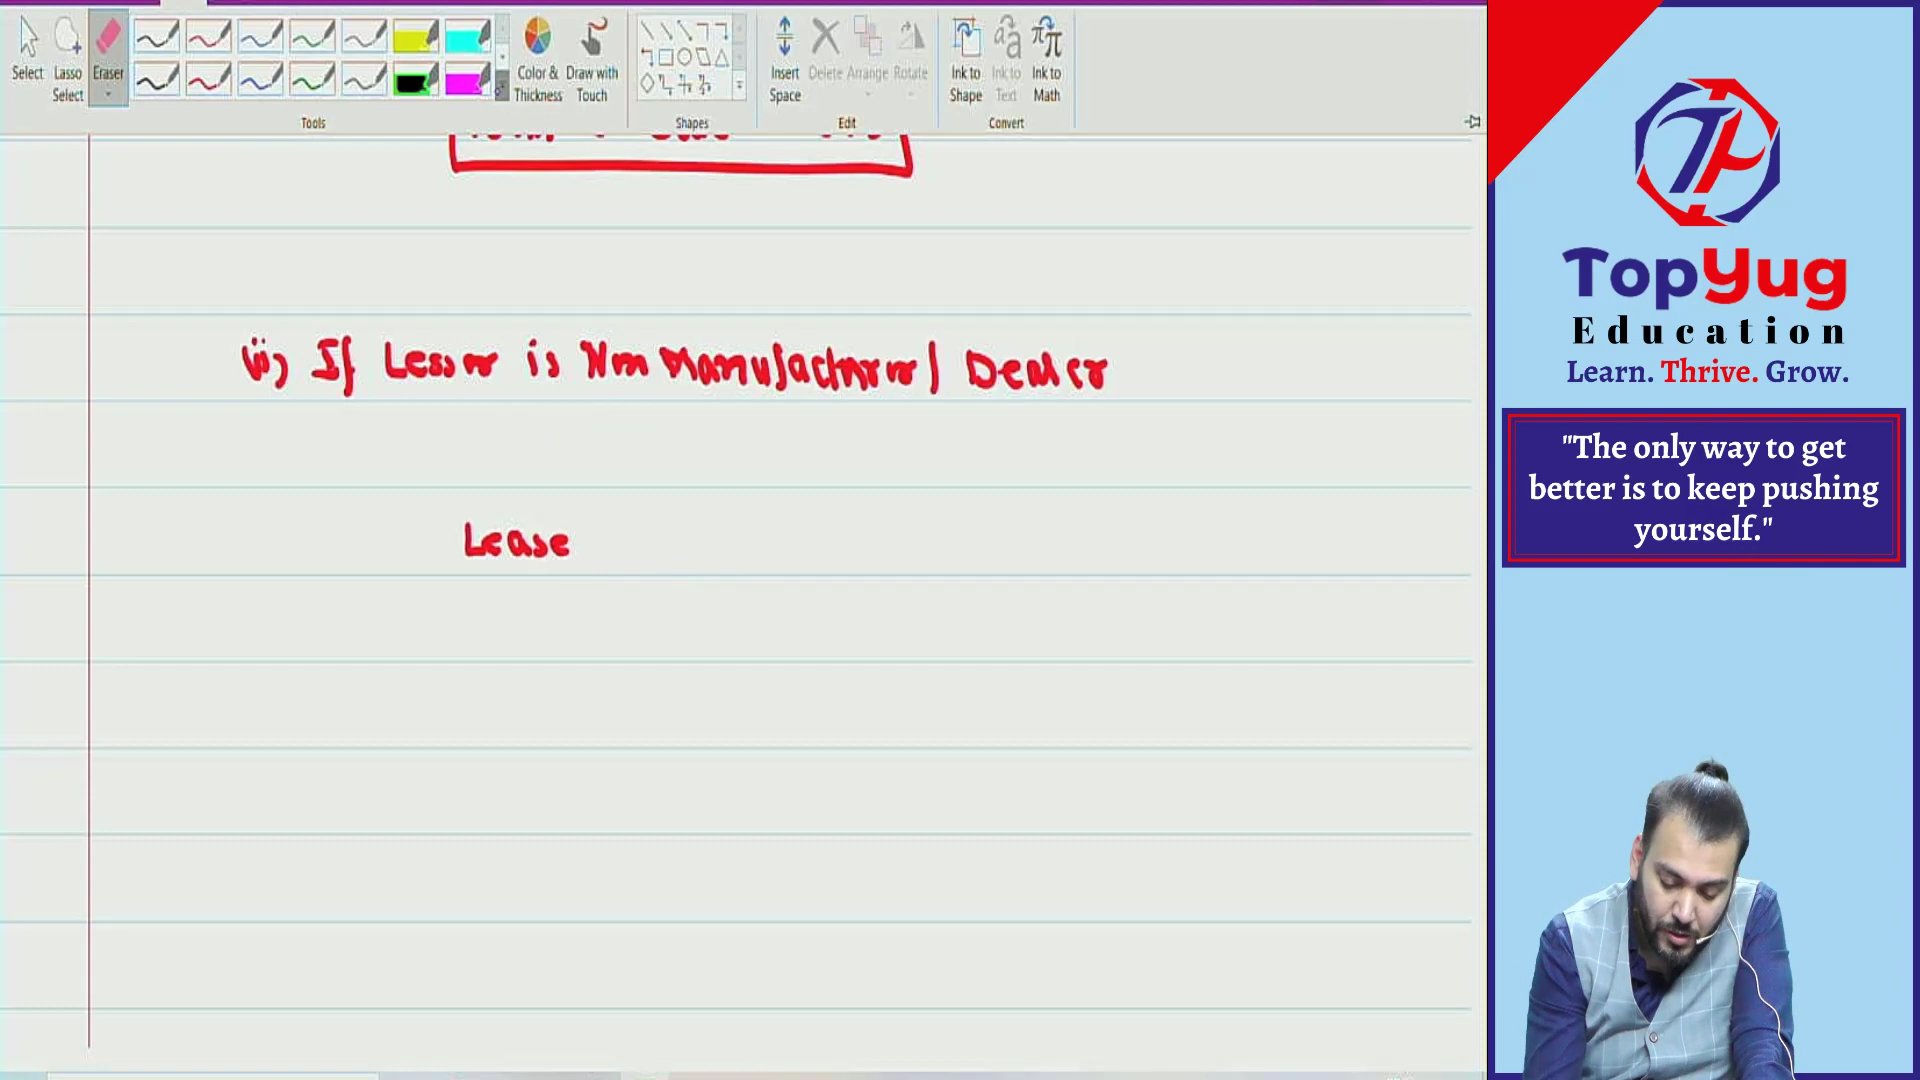 Select
Lasso
Select
Eraser
Color &
Thickness
Draw with
Touch
Insert
Space
Delete
Arrange
Rotate
Ink to
Shape
Ink to
Text
Ink to
Math
Tools
Shapes
Edit
Convert
ii) If Lessor is Non Manufacturer/ Dealer
Lease
TopYug
Education
Learn. Thrive. Grow.
"The only way to get
better is to keep pushing
yourself."